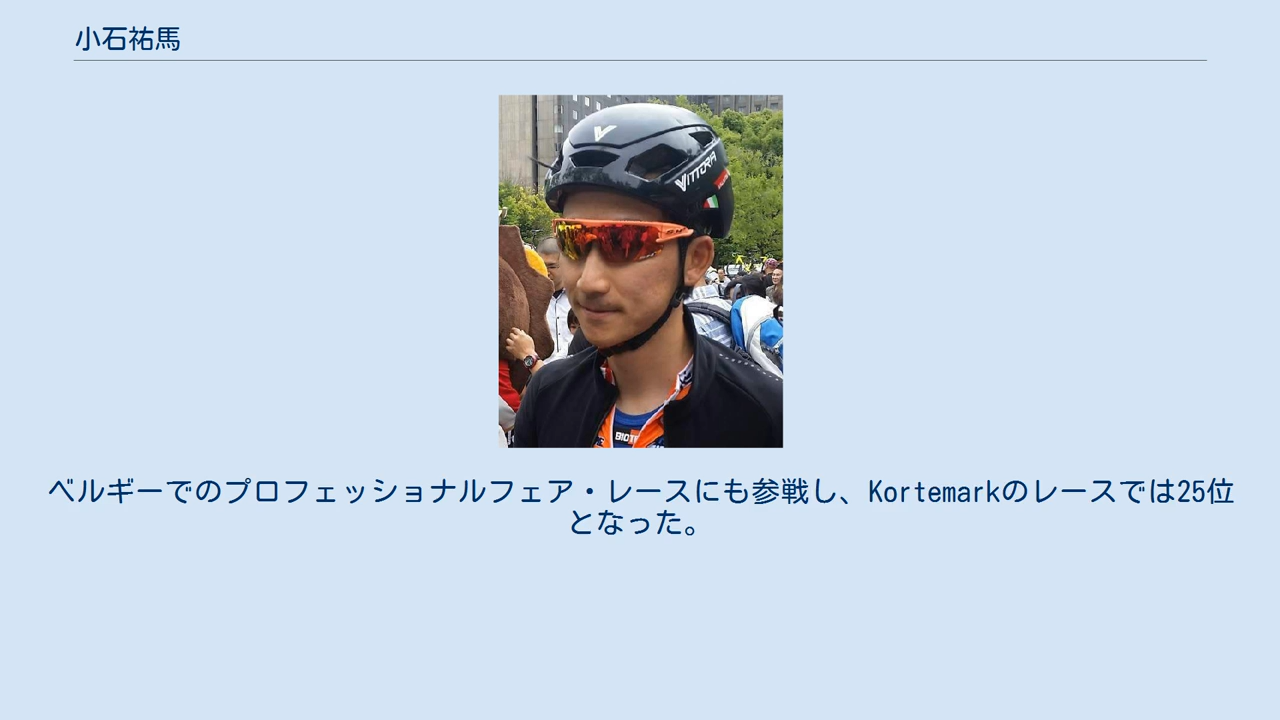 小石祐馬
VITTORIA
ベルギーでのプロフェッショナルフェア・レースにも参戦し、Kortemarkのレースでは25位
となった。